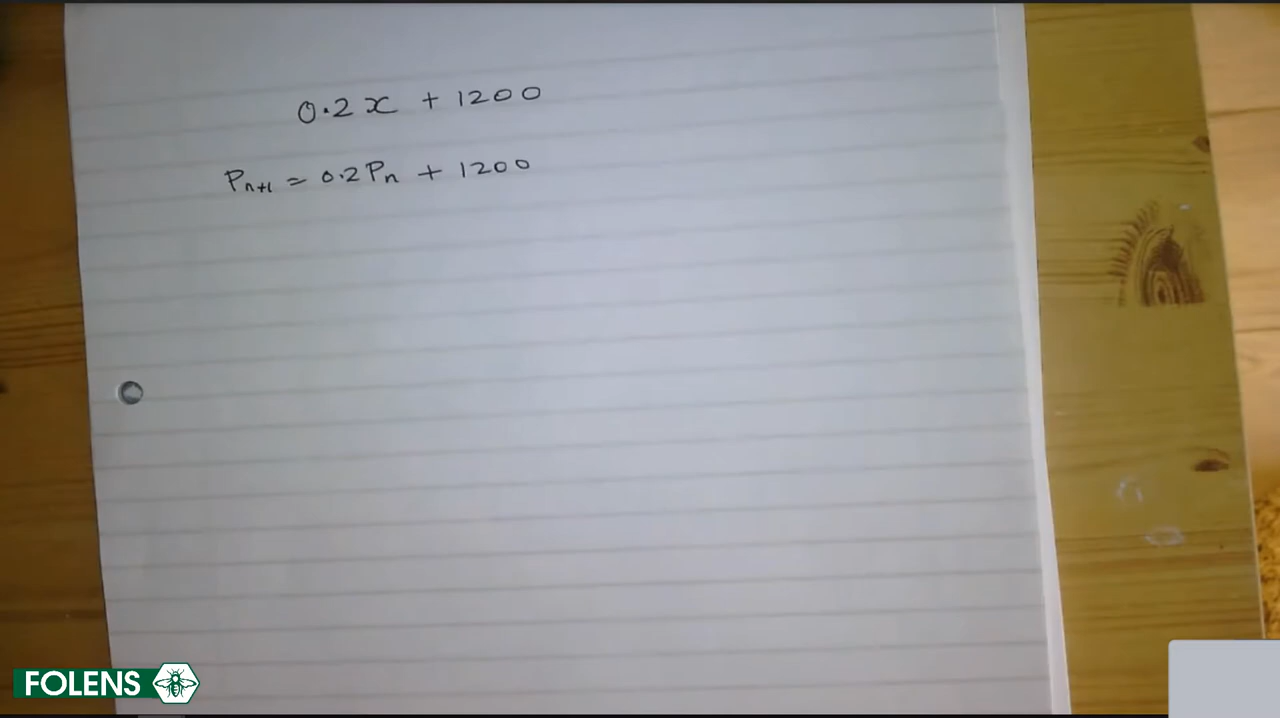 0.2x + 1200
Pn+1 = 0.2Pn + 1200
FOLENS